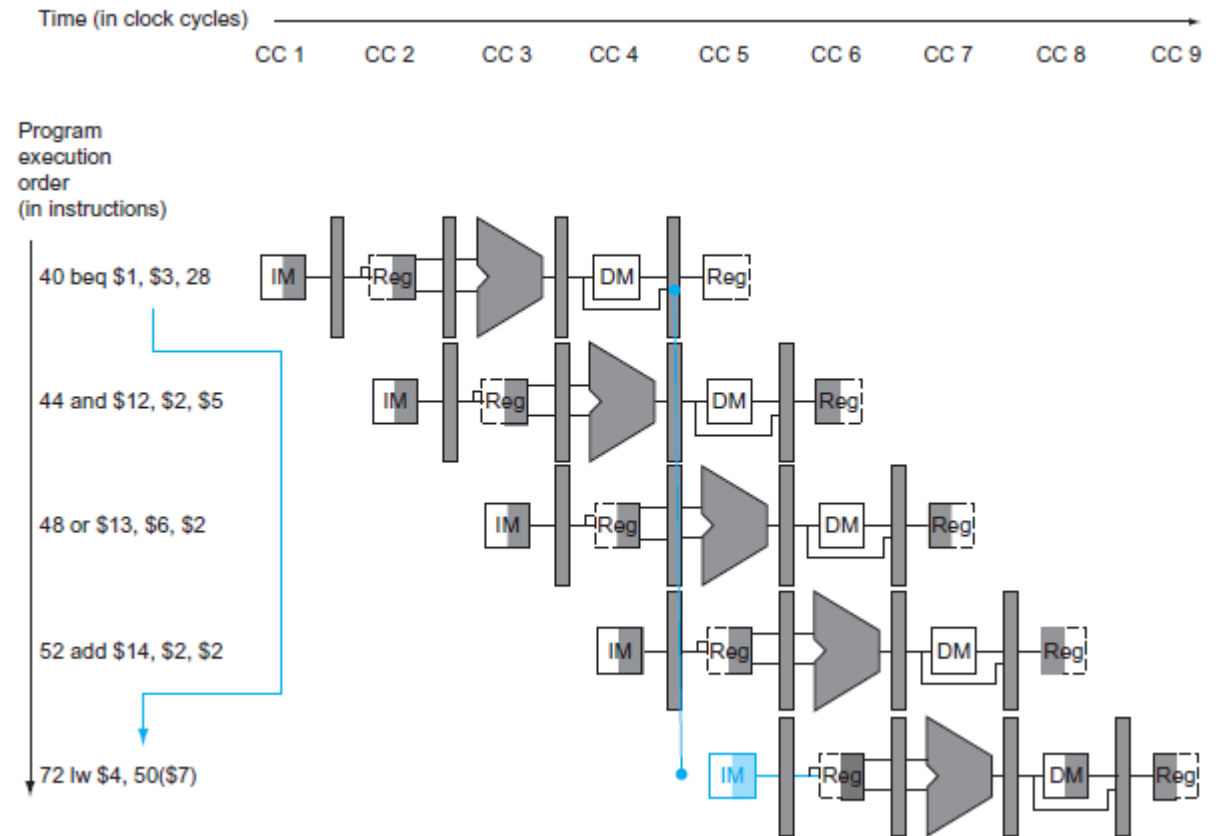 Time (in clock cycles)
CC 1 CC 2 CC 3 CC 4 CC 5 CC 6 CC 7 CC 8 CC 9
Program
execution
order
(in instructions)
40 beq $1, $3, 28
IM Reg DM Reg
44 and $12, $2, $5
IM Reg DM Reg
48 or $13, $6, $2
IM Reg DM Reg
52 add $14, $2, $2
IM Reg DM Reg
72 lw $4, 50($7)
IM Reg DM Reg